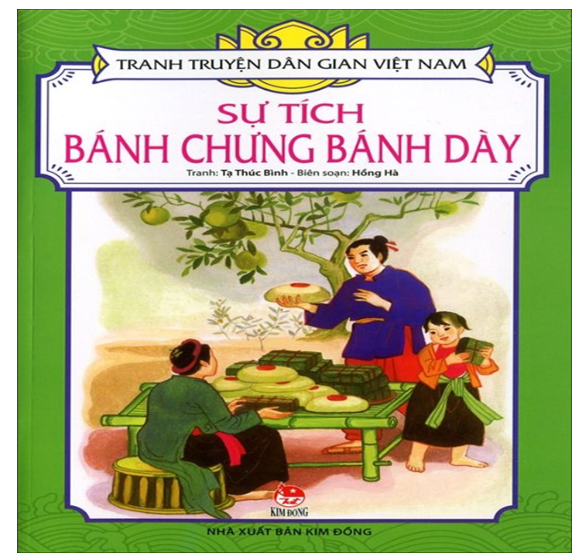 TRANH TRUYỆN DÂN GIAN VIỆT NAM
SỰ TÍCH
BÁNH CHƯNG BÁNH DÀY
Tranh: Tạ Thúc Bình - Biên soạn: Hồng Hà
KIM ĐỒNG
NHÀ XUẤT BẢN KIM ĐỒNG